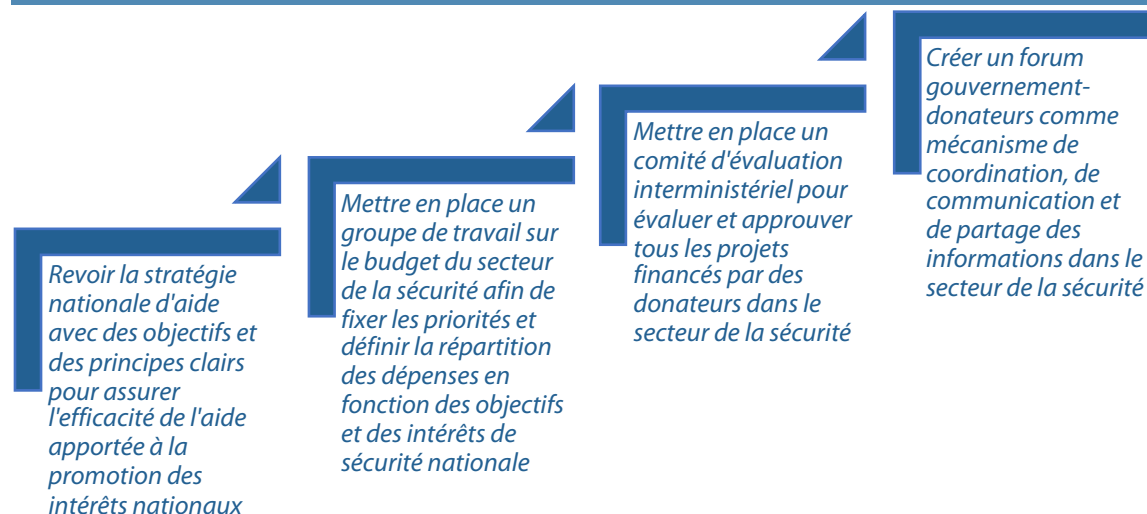 Revoir la stratégie
nationale d'aide
avec des objectifs et
des principes clairs
pour assurer
l'efficacité de l'aide
apportée à la
promotion des
intérêts nationaux
Mettre en place un
groupe de travail sur
le budget du secteur
de la sécurité afin de
fixer les priorités et
définir la répartition
des dépenses en
fonction des objectifs
et des intérêts de
sécurité nationale
Mettre en place un
comité d'évaluation
interministériel pour
évaluer et approuver
tous les projets
financés par des
donateurs dans le
secteur de la sécurité
Créer un forum
gouvernement-
donateurs comme
mécanisme de
coordination, de
communication et
de partage des
informations dans le
secteur de la sécurité